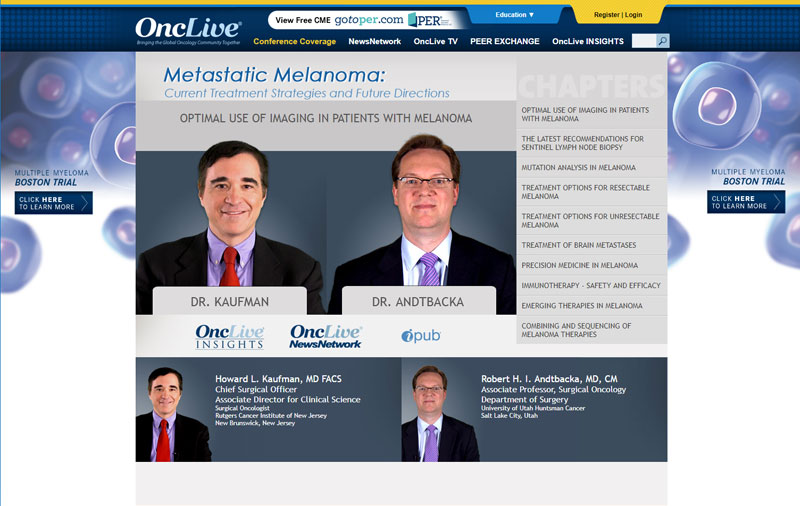 OncLive®
Bringing the Global Oncology Community Together
View Free CME gotoper.com PER
Education ▼
Register | Login
Conference Coverage NewsNetwork OncLive TV PEER EXCHANGE OncLive INSIGHTS
Metastatic Melanoma:
Current Treatment Strategies and Future Directions
OPTIMAL USE OF IMAGING IN PATIENTS WITH MELANOMA
DR. KAUFMAN
DR. ANDTBACKA
CHAPTERS
OPTIMAL USE OF IMAGING IN PATIENTS
WITH MELANOMA
THE LATEST RECOMMENDATIONS FOR
SENTINEL LYMPH NODE BIOPSY
MUTATION ANALYSIS IN MELANOMA
TREATMENT OPTIONS FOR RESECTABLE
MELANOMA
TREATMENT OPTIONS FOR UNRESECTABLE
MELANOMA
TREATMENT OF BRAIN METASTASES
PRECISION MEDICINE IN MELANOMA
IMMUNOTHERAPY - SAFETY AND EFFICACY
EMERGING THERAPIES IN MELANOMA
COMBINING AND SEQUENCING OF
MELANOMA THERAPIES
MULTIPLE MYELOMA
BOSTON TRIAL
CLICK HERE
TO LEARN MORE
MULTIPLE MYELOMA
BOSTON TRIAL
CLICK HERE
TO LEARN MORE
OncLive®
INSIGHTS
OncLive®
NewsNetwork
ipub
Howard L. Kaufman, MD FACS
Chief Surgical Officer
Associate Director for Clinical Science
Surgical Oncologist
Rutgers Cancer Institute of New Jersey
New Brunswick, New Jersey
Robert H. I. Andtbacka, MD, CM
Associate Professor, Surgical Oncology
Department of Surgery
University of Utah Huntsman Cancer
Salt Lake City, Utah